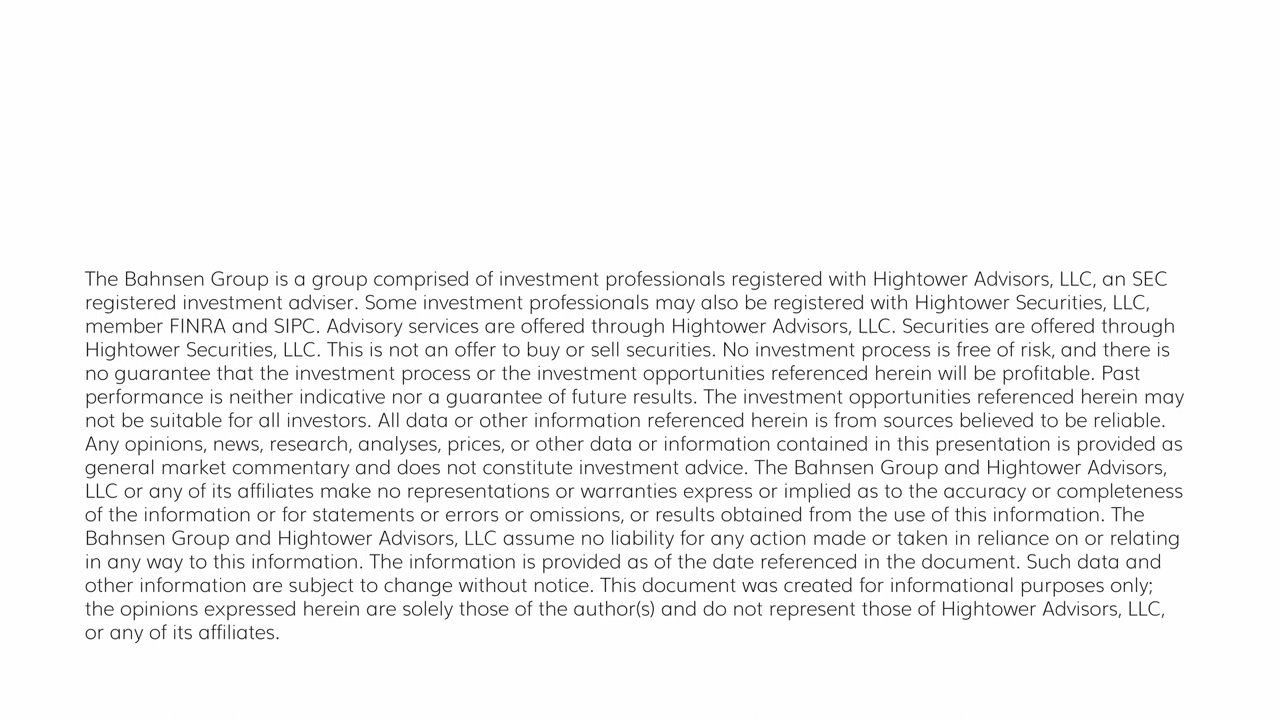 The Bahnsen Group is a group comprised of investment professionals registered with Hightower Advisors, LLC, an SEC
registered investment adviser. Some investment professionals may also be registered with Hightower Securities, LLC,
member FINRA and SIPC. Advisory services are offered through Hightower Advisors, LLC. Securities are offered through
Hightower Securities, LLC. This is not an offer to buy or sell securities. No investment process is free of risk, and there is
no guarantee that the investment process or the investment opportunities referenced herein will be profitable. Past
performance is neither indicative nor a guarantee of future results. The investment opportunities referenced herein may
not be suitable for all investors. All data or other information referenced herein is from sources believed to be reliable.
Any opinions, news, research, analyses, prices, or other data or information contained in this presentation is provided as
general market commentary and does not constitute investment advice. The Bahnsen Group and Hightower Advisors,
LLC or any of its affiliates make no representations or warranties express or implied as to the accuracy or completeness
of the information or for statements or errors or omissions, or results obtained from the use of this information. The
Bahnsen Group and Hightower Advisors, LLC assume no liability for any action made or taken in reliance on or relating
in any way to this information. The information is provided as of the date referenced in the document. Such data and
other information are subject to change without notice. This document was created for informational purposes only;
the opinions expressed herein are solely those of the author(s) and do not represent those of Hightower Advisors, LLC,
or any of its affiliates.